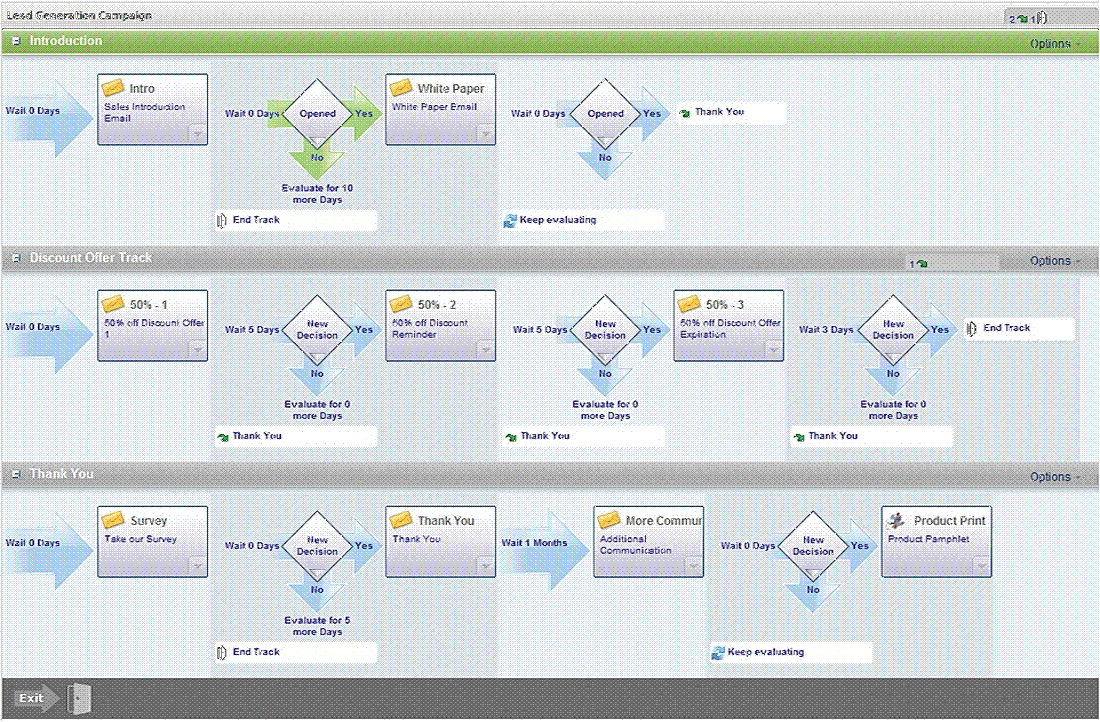 Lead Generation Campaign
2 1
Introduction
Options
Wait 0 Days
Intro
Sales Introduction
Email
Wait 0 Days
Opened
Yes
No
Evaluate for 10
more Days
End Track
White Paper
White Paper Email
Wait 0 Days
Opened
Yes
No
Keep evaluating
Thank You
Discount Offer Track
1
Options
Wait 0 Days
50% - 1
50% off Discount Offer
1
Wait 5 Days
New
Decision
Yes
No
Evaluate for 0
more Days
Thank You
50% - 2
50% off Discount
Reminder
Wait 5 Days
New
Decision
Yes
No
Evaluate for 0
more Days
Thank You
50% - 3
50% off Discount Offer
Expiration
Wait 3 Days
New
Decision
Yes
No
Evaluate for 0
more Days
Thank You
End Track
Thank You
Options
Wait 0 Days
Survey
Take our Survey
Wait 0 Days
New
Decision
Yes
No
Evaluate for 5
more Days
End Track
Thank You
Thank You
Wait 1 Months
More Commur
Additional
Communication
Wait 0 Days
New
Decision
Yes
No
Keep evaluating
Product Print
Product Pamphlet
Exit